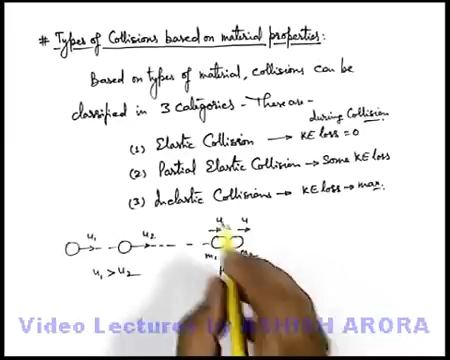 # Types of Collisions based on material properties:
Based on types of material, collisions can be
classified in 3 categories - These are -
during Collision
(1) Elastic Collision → KE loss = 0
(2) Partial Elastic Collision → Some KE loss
(3) Inelastic Collisions → KE loss → max.
u₁ u₂ u
m₁
u₁ > u₂
Video Lectures by ASHISH ARORA